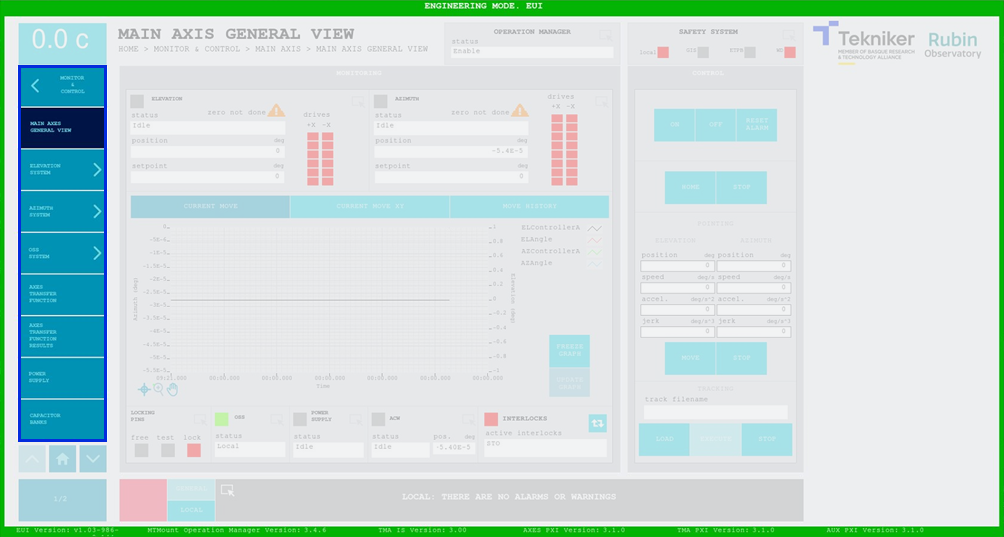 ENGINEERING MODE. EUI
0.0 c
MAIN AXIS GENERAL VIEW
HOME > MONITOR & CONTROL > MAIN AXIS > MAIN AXIS GENERAL VIEW
OPERATION MANAGER
status
Enable
SAFETY SYSTEM
local
GIS
ETPB
WD
Tekniker
MEMBER OF BASQUE RESEARCH
& TECHNOLOGY ALLIANCE
Rubin
Observatory
MONITOR
&
CONTROL
MAIN AXES
GENERAL VIEW
ELEVATION
SYSTEM
AZIMUTH
SYSTEM
OSS
SYSTEM
AXES
TRANSFER
FUNCTION
AXES
TRANSFER
FUNCTION
RESULTS
POWER
SUPPLY
CAPACITOR
BANKS
1/2
MONITORING
ELEVATION
zero not done
status
Idle
position deg
0
setpoint deg
0
drives
+X -X
AZIMUTH
zero not done
status
Idle
position deg
-5.4E-5
setpoint deg
0
drives
+X -X
CURRENT MOVE
MOVE HISTORY
Azimuth (deg)
Elevation (deg)
Time
ELControllerA
ELAngle
AZControllerA
AZAngle
FREEZE
GRAPH
UPDATE
GRAPH
LOCKING
PINS
free test lock
OSS
status
Local
POWER
SUPPLY
status
Idle
ACW
status pos. deg
Idle -5.40E-5
INTERLOCKS
active interlocks
STO
CONTROL
ON
OFF
RESET
ALARM
HOME
STOP
POINTING
ELEVATION AZIMUTH
position deg position deg
0 0
speed deg/s speed deg/s
0 0
accel. deg/s^2 accel. deg/s^2
0 0
jerk deg/s^3 jerk deg/s^3
0 0
MOVE
STOP
TRACKING
track filename
LOAD
STOP
LOCAL
LOCAL: THERE ARE NO ALARMS OR WARNINGS
EUI Version: v1.03-986-
MTMount Operation Manager Version: 3.4.6
TMA IS Version: 3.00
AXES PXI Version: 3.1.0
TMA PXI Version: 3.1.0
AUX PXI Version: 3.1.0